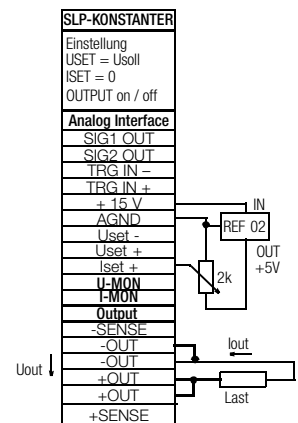 SLP-KONSTANTER
Einstellung
USET = Usoll
ISET = 0
OUTPUT on / off
Analog Interface
SIG1 OUT
SIG2 OUT
TRG IN –
TRG IN +
+ 15 V
AGND
Uset -
Uset +
Iset +
U-MON
I-MON
Output
-SENSE
-OUT
-OUT
+OUT
+OUT
+SENSE
IN
REF 02
OUT
+5V
2k
Iout
Uout
Last